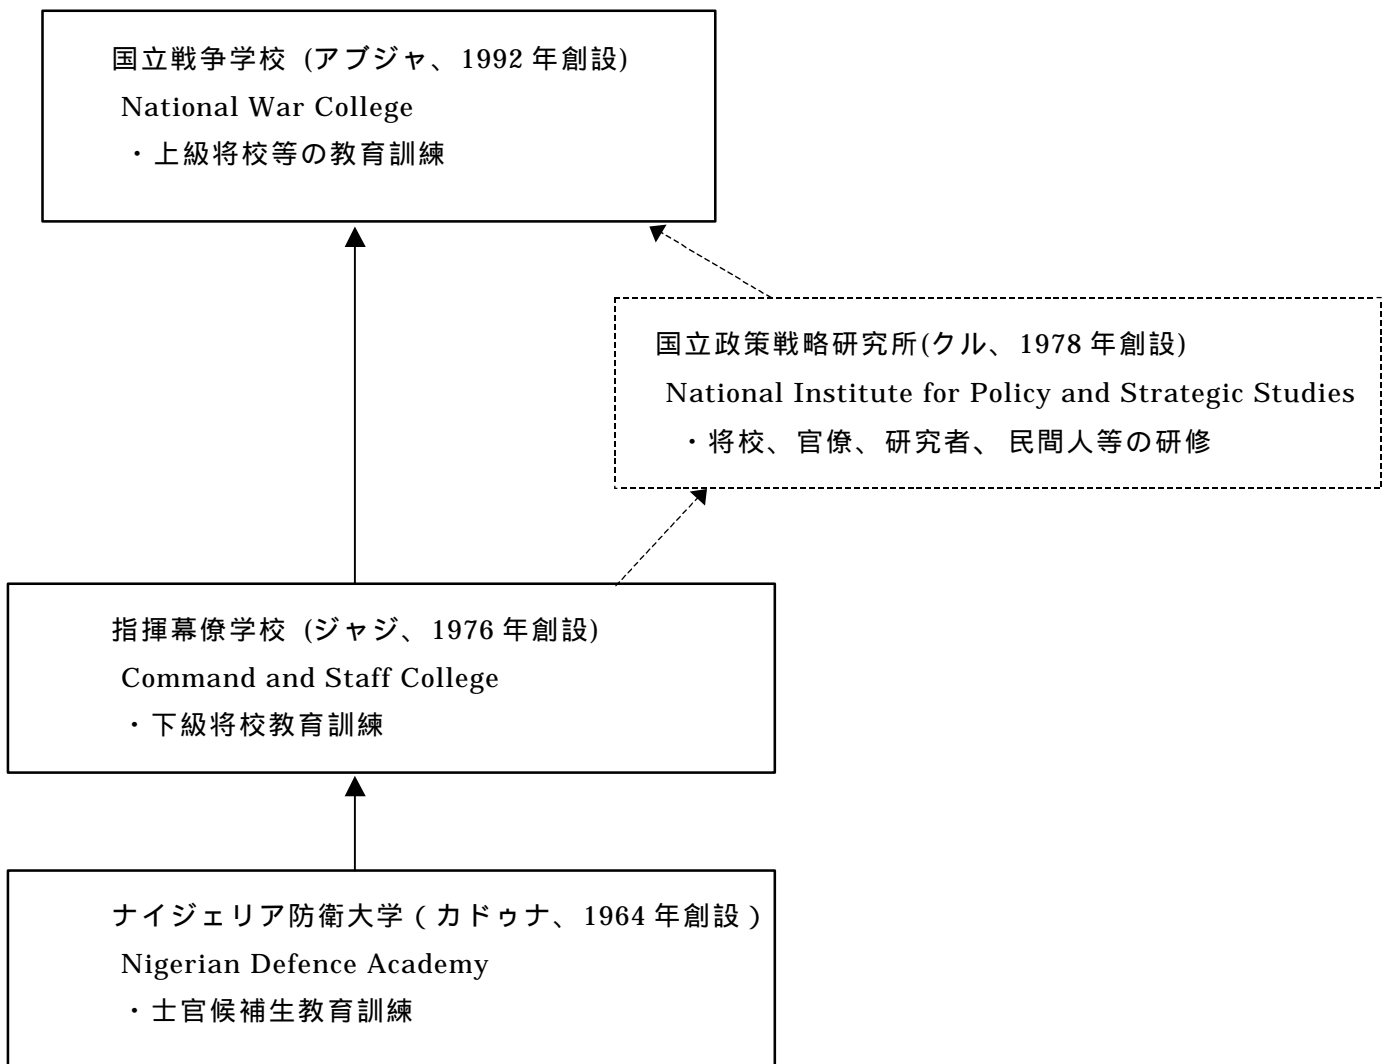 国立戦争学校 (アブジャ、1992 年創設)
National War College
・上級将校等の教育訓練
国立政策戦略研究所(クル、1978 年創設)
National Institute for Policy and Strategic Studies
・将校、官僚、研究者、民間人等の研修
指揮幕僚学校 (ジャジ、1976 年創設)
Command and Staff College
・下級将校教育訓練
ナイジェリア防衛大学（カドゥナ、1964 年創設）
Nigerian Defence Academy
・士官候補生教育訓練